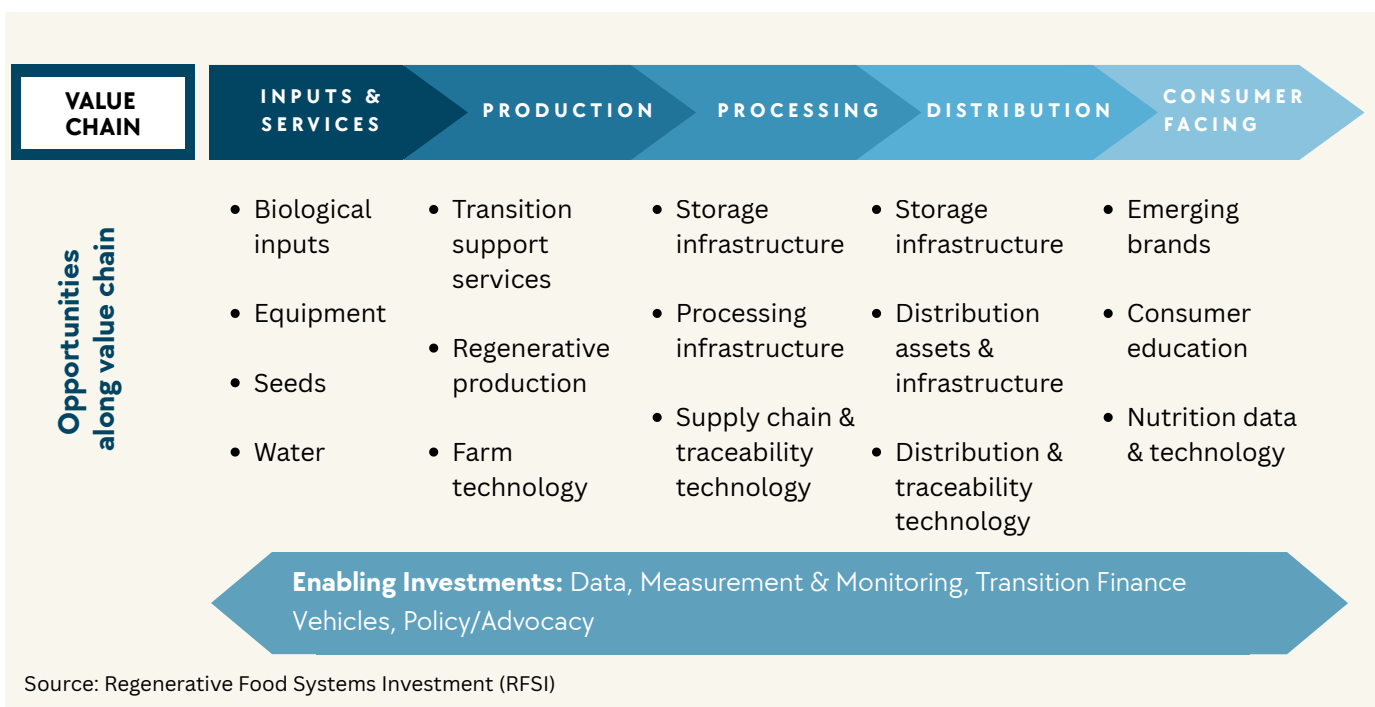 VALUE
CHAIN
INPUTS &
SERVICES
PRODUCTION
PROCESSING
DISTRIBUTION
CONSUMER
FACING
Opportunities
along value chain
• Biological
inputs
• Equipment
• Seeds
• Water
• Transition
support
services
• Regenerative
production
• Farm
technology
• Storage
infrastructure
• Processing
infrastructure
• Supply chain &
traceability
technology
• Storage
infrastructure
• Distribution
assets &
infrastructure
• Distribution &
traceability
technology
• Emerging
brands
• Consumer
education
• Nutrition data
& technology
Enabling Investments: Data, Measurement & Monitoring, Transition Finance
Vehicles, Policy/Advocacy
Source: Regenerative Food Systems Investment (RFSI)